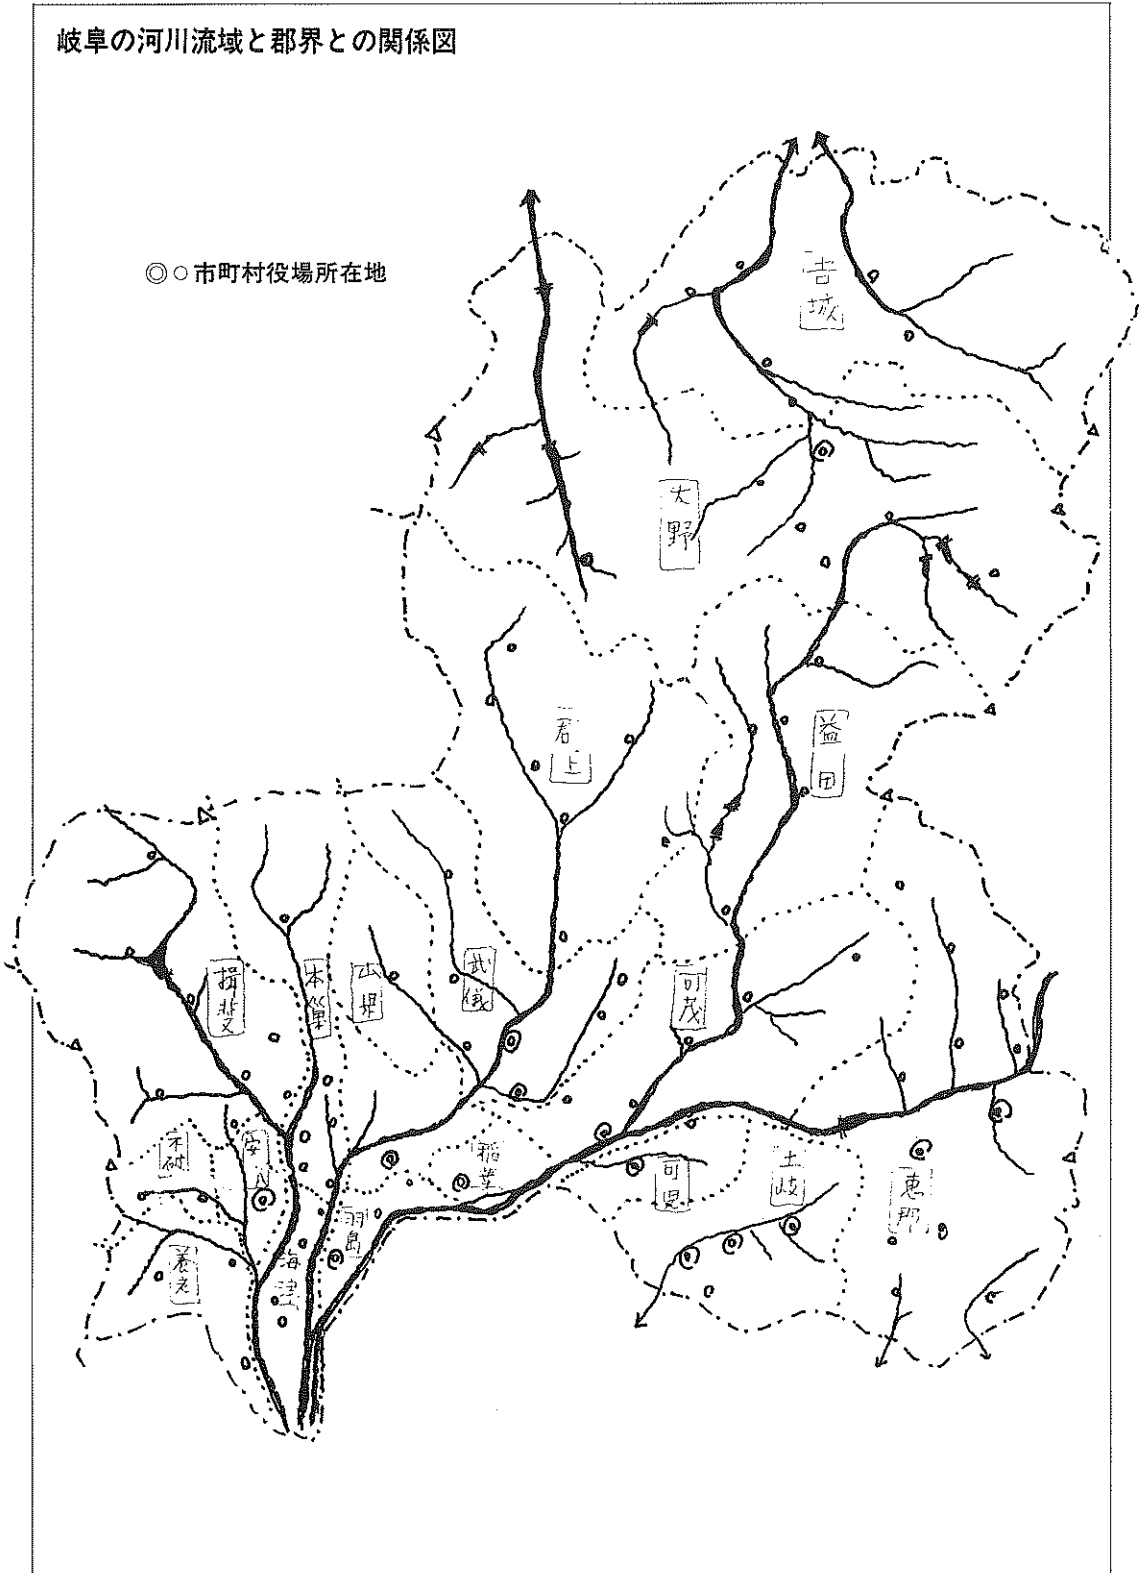 岐阜の河川流域と郡界との関係図
◎○市町村役場所在地
吉城
大野
益田
郡上
揖斐
本巣
山県
武儀
可茂
不破
安八
稲葉
可児
土岐
恵那
羽島
海津
養老